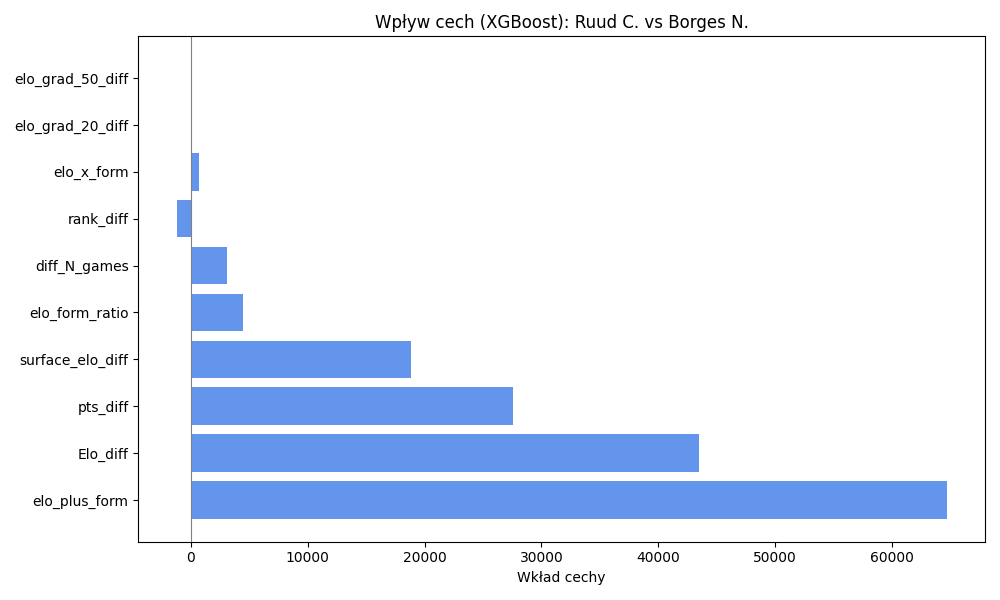 Wpływ cech (XGBoost): Ruud C. vs Borges N.
elo_grad_50_diff
elo_grad_20_diff
elo_x_form
rank_diff
diff_N_games
elo_form_ratio
surface_elo_diff
pts_diff
Elo_diff
elo_plus_form
0 10000 20000 30000 40000 50000 60000
Wkład cechy